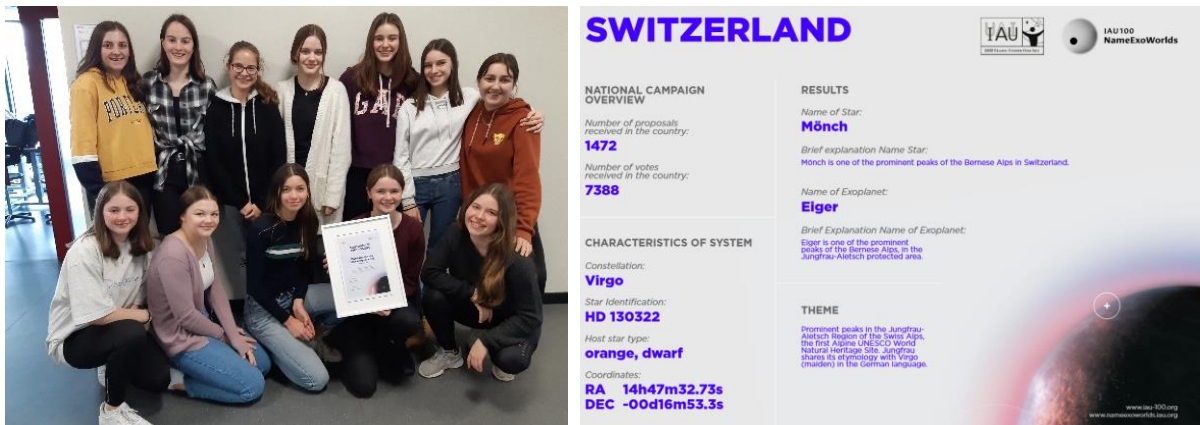 SWITZERLAND
IAU
IAU100
NameExoWorlds
NATIONAL CAMPAIGN
OVERVIEW
Number of proposals
received in the country:
1472
Number of votes
received in the country:
7388
CHARACTERISTICS OF SYSTEM
Constellation:
Virgo
Star Identification:
HD 130322
Host star type:
orange, dwarf
Coordinates:
RA 14h47m32.73s
DEC -00d16m53.3s
RESULTS
Name of Star:
Mönch
Brief explanation Name Star:
Mönch is one of the prominent peaks of the Bernese Alps in Switzerland.
Name of Exoplanet:
Eiger
Brief Explanation Name of Exoplanet:
Eiger is one of the prominent
peaks of the Bernese Alps, in the
Jungfrau-Aletsch protected area.
THEME
Prominent peaks in the Jungfrau-
Aletsch Region of the Swiss Alps,
the first Alpine UNESCO World
Natural Heritage Site. Jungfrau
shares its etymology with Virgo
(maiden) in the German language.
www.iau-100.org
www.nameexoworlds.iau.org